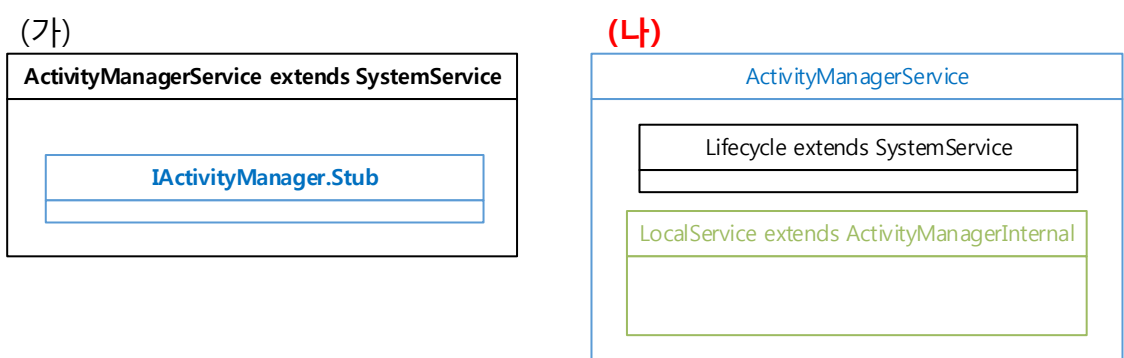 (가)
ActivityManagerService extends SystemService
IActivityManager.Stub
(나)
ActivityManagerService
Lifecycle extends SystemService
LocalService extends ActivityManagerInternal